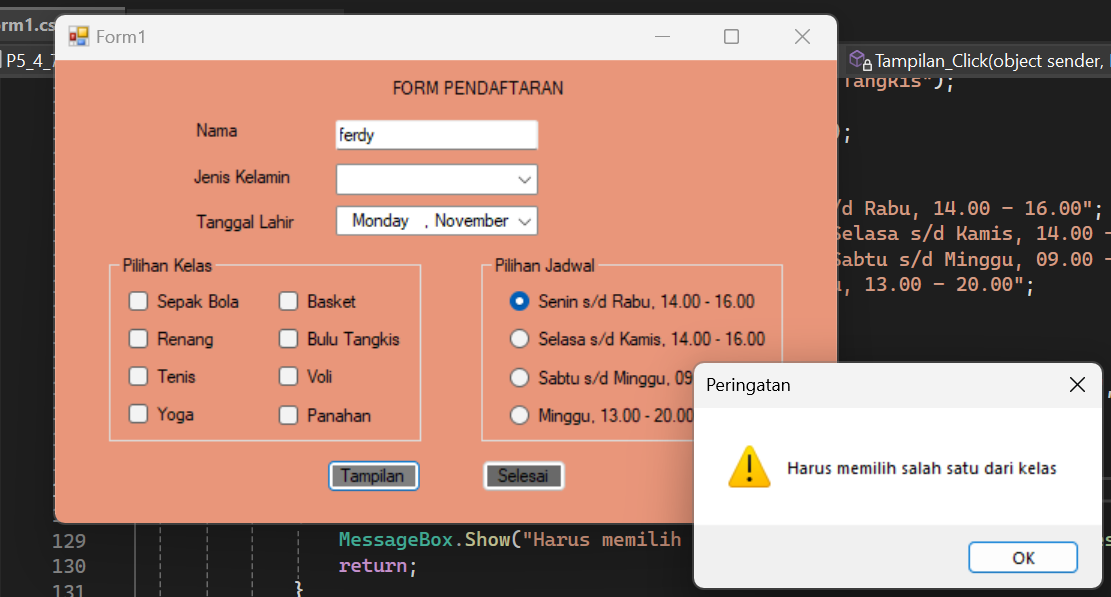 rm1.cs
Form1
P5_4_
Tampilan_Click(object sender,
Tangkis");
);
/d Rabu, 14.00 - 16.00";
Selasa s/d Kamis, 14.00 -
Sabtu s/d Minggu, 09.00 -
, 13.00 - 20.00";
FORM PENDAFTARAN
Nama
ferdy
Jenis Kelamin
Tanggal Lahir
Monday , November
Pilihan Kelas
Sepak Bola
Basket
Renang
Bulu Tangkis
Tenis
Voli
Yoga
Panahan
Pilihan Jadwal
Senin s/d Rabu, 14.00 - 16.00
Selasa s/d Kamis, 14.00 - 16.00
Sabtu s/d Minggu, 09
Minggu, 13.00 - 20.00
Tampilan
Selesai
Peringatan
Harus memilih salah satu dari kelas
OK
129 MessageBox.Show("Harus memilih
130 return;
131 }